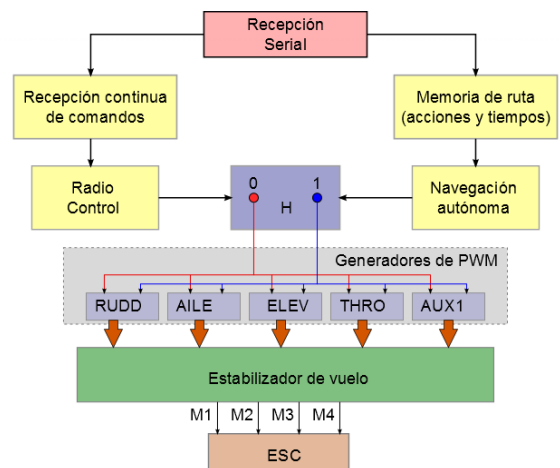 Recepción
Serial
Recepción continua
de comandos
Memoria de ruta
(acciones y tiempos)
Radio
Control
0 1
H
Navegación
autónoma
Generadores de PWM
RUDD AILE ELEV THRO AUX1
Estabilizador de vuelo
M1 M2 M3 M4
ESC